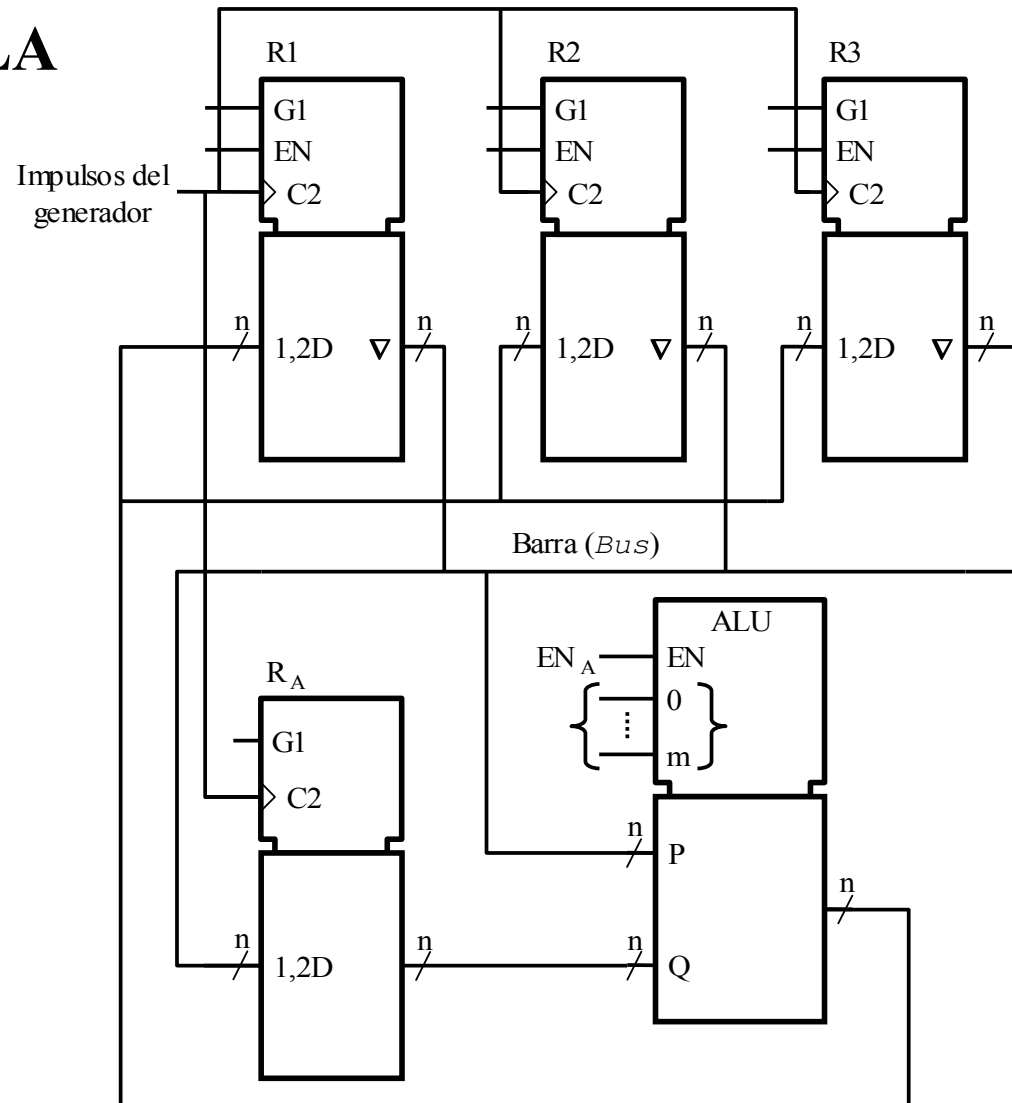 LA
R1
R2
R3
G1
EN
C2
G1
EN
C2
G1
EN
C2
Impulsos del
generador
n
1,2D
n
n
1,2D
n
n
1,2D
n
Barra (Bus)
ALU
EN A
EN
0
m
R A
G1
C2
n
1,2D
n
n
P
n
Q
n